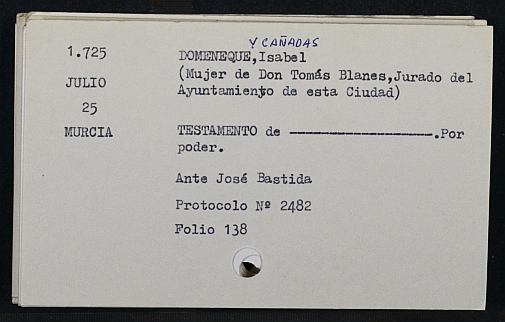 Y CAÑADAS
1.725 DOMENEQUE,Isabel
(Mujer de Don Tomás Blanes,Jurado del
JULIO Ayuntamiento de esta Ciudad)
25
MURCIA TESTAMENTO de ———————————.Por
poder.
Ante José Bastida
Protocolo Nº 2482
Folio 138